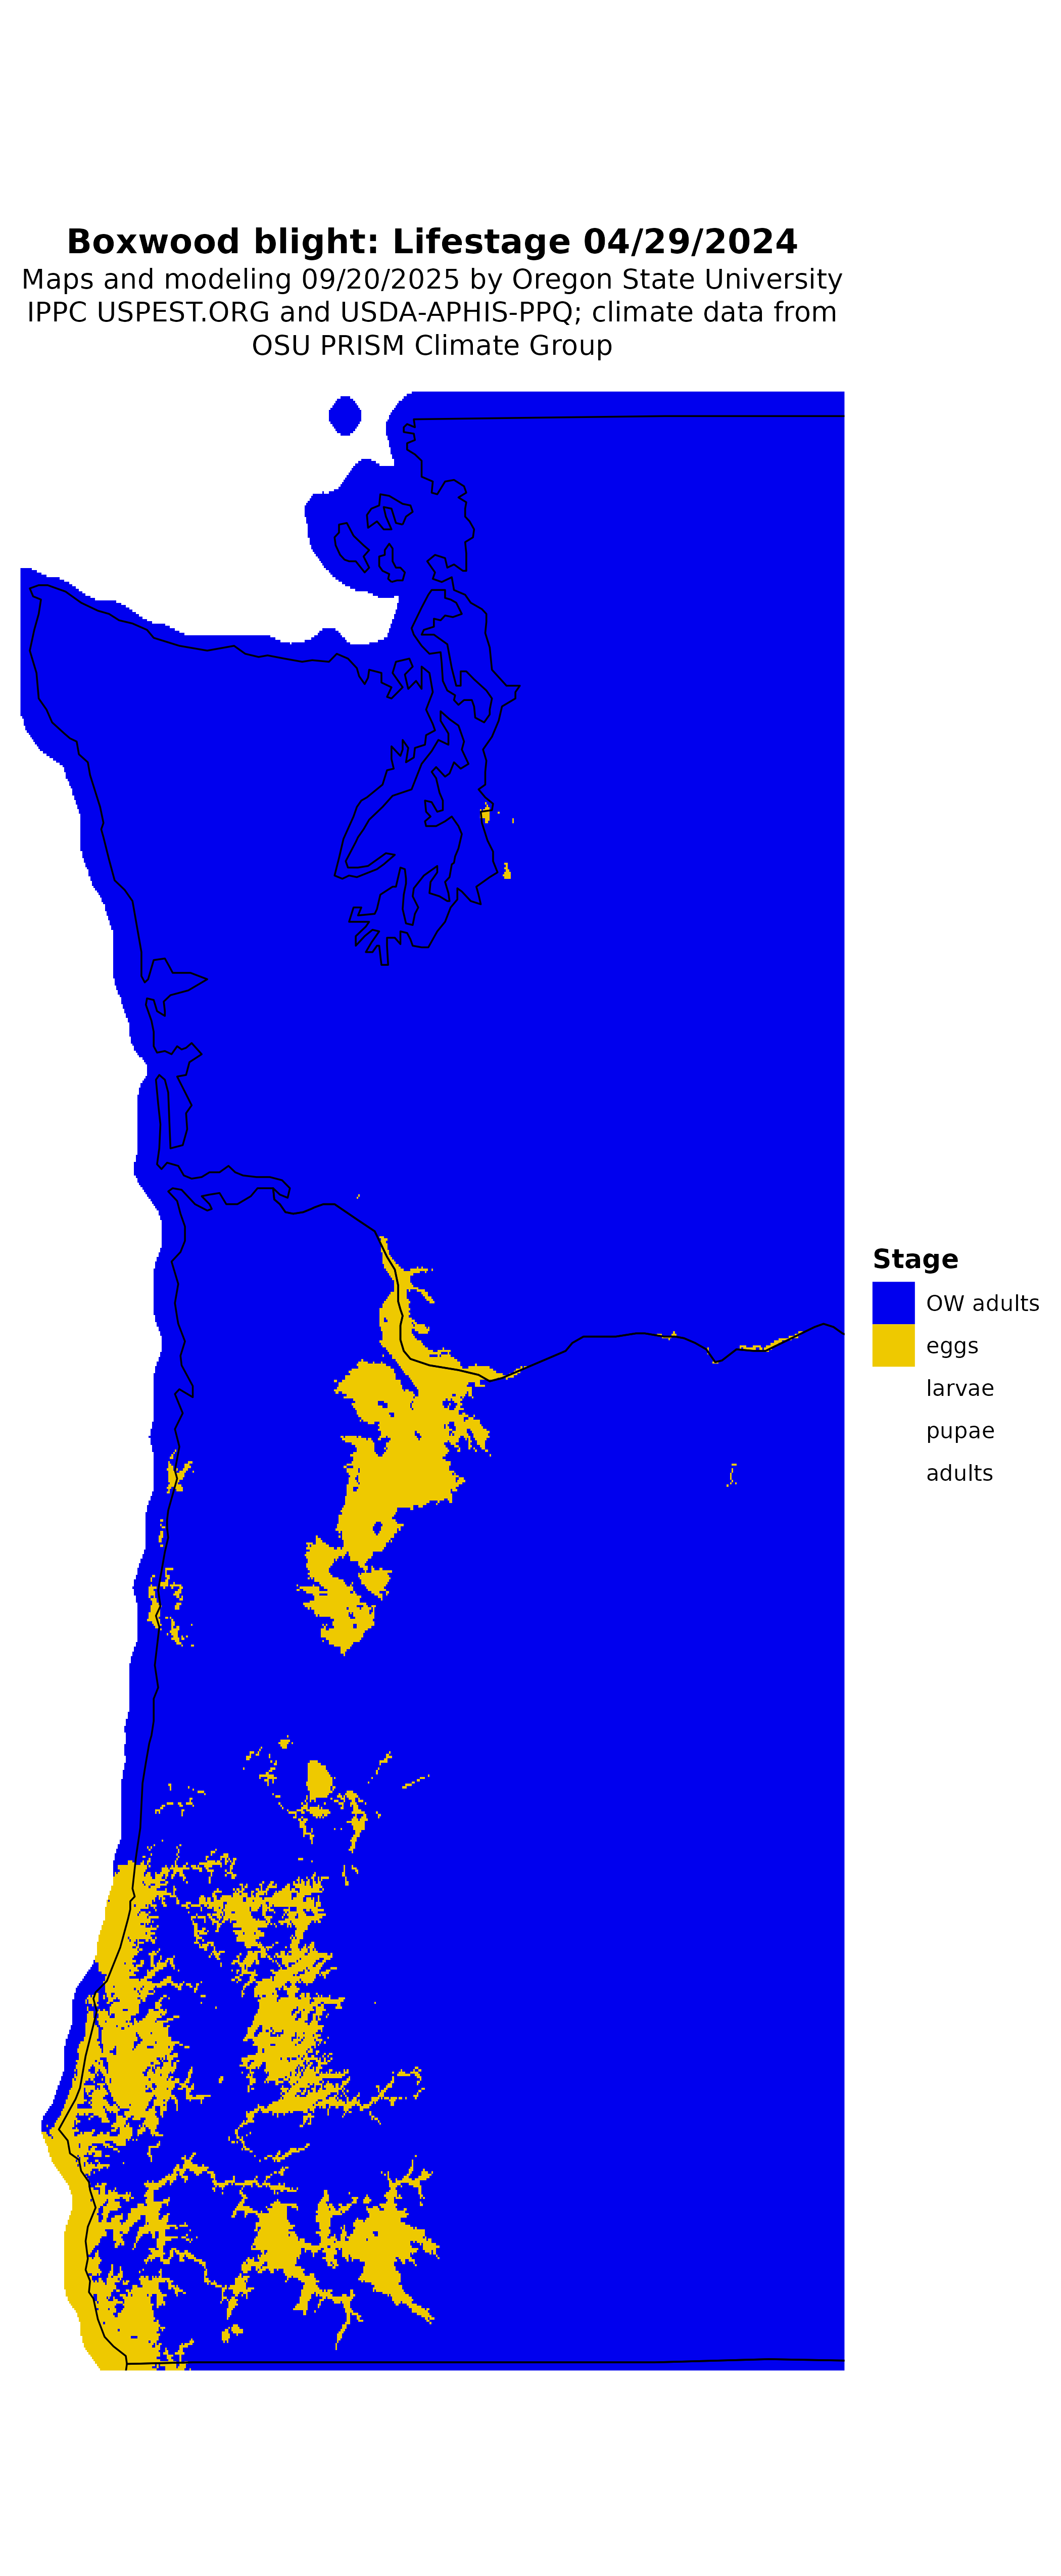 Boxwood blight: Lifestage 04/29/2024
Maps and modeling 09/20/2025 by Oregon State University
IPPC USPEST.ORG and USDA-APHIS-PPQ; climate data from
OSU PRISM Climate Group
Stage
OW adults
eggs
larvae
pupae
adults